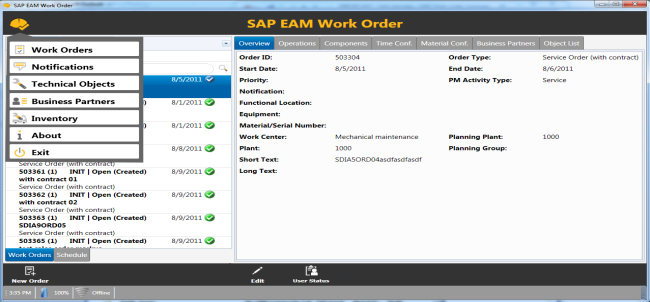 SAP EAM Work Order
SAP EAM Work Order
Work Orders
Notifications
Technical Objects
Business Partners
Inventory
About
Exit
8/5/2011
8/1/2011
8/1/2011
8/9/2011
Service Order (with contract)
503361 (1) INIT | Open (Created) 8/9/2011
with contract 01
Service Order (with contract)
503362 (1) INIT | Open (Created) 8/9/2011
with contract 02
Service Order (with contract)
503363 (1) INIT | Open (Created) 8/9/2011
SDIA9ORD05
Service Order (with contract)
503365 (1) INIT | Open (Created) 8/9/2011
Work Orders Schedule
Overview Operations Components Time Conf. Material Conf. Business Partners Object List
Order ID: 503304 Order Type: Service Order (with contract)
Start Date: 8/5/2011 End Date: 8/6/2011
Priority: PM Activity Type: Service
Notification:
Functional Location:
Equipment:
Material/Serial Number:
Work Center: Mechanical maintenance Planning Plant: 1000
Plant: 1000 Planning Group:
Short Text: SDIA5ORD04asdfasdfasdf
Long Text:
New Order Edit User Status
3:35 PM 100% Offline